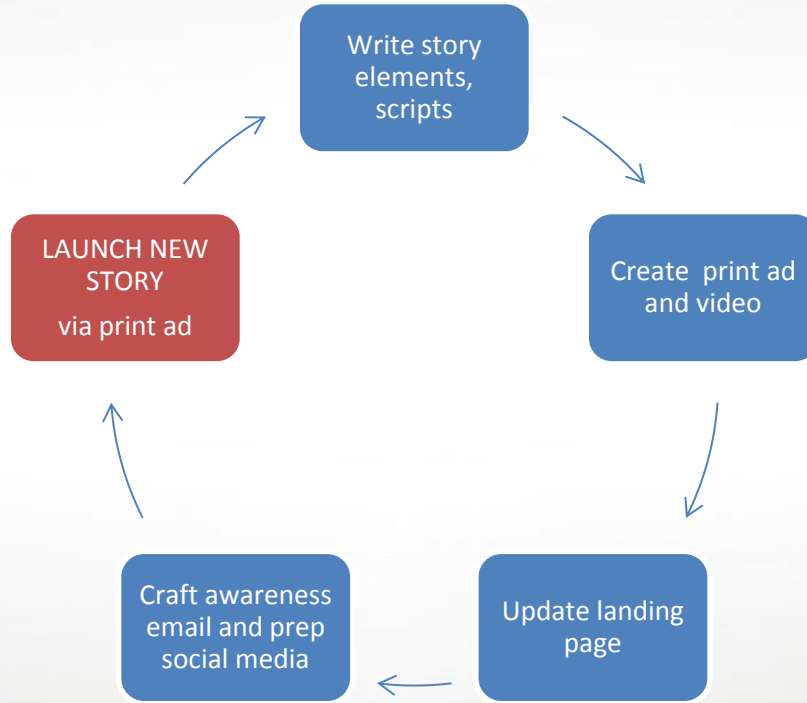 Write story
elements,
scripts
Create print ad
and video
Update landing
page
Craft awareness
email and prep
social media
LAUNCH NEW
STORY
via print ad